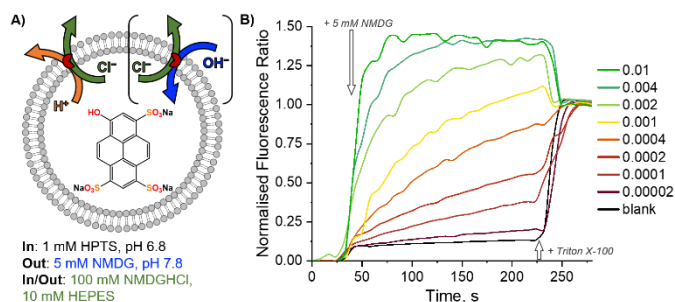 A)
Cl⁻
Cl⁻
OH⁻
H⁺
HO
SO₃Na
NaO₃S
SO₃Na
In: 1 mM HPTS, pH 6.8
Out: 5 mM NMDG, pH 7.8
In/Out: 100 mM NMDGHCl,
10 mM HEPES
B)
+ 5 mM NMDG
Normalised Fluorescence Ratio
1.50
1.25
1.00
0.75
0.50
0.25
0.00
0
50
100
150
200
250
Time. s
+ Triton X-100
0.01
0.004
0.002
0.001
0.0004
0.0002
0.0001
0.00002
blank